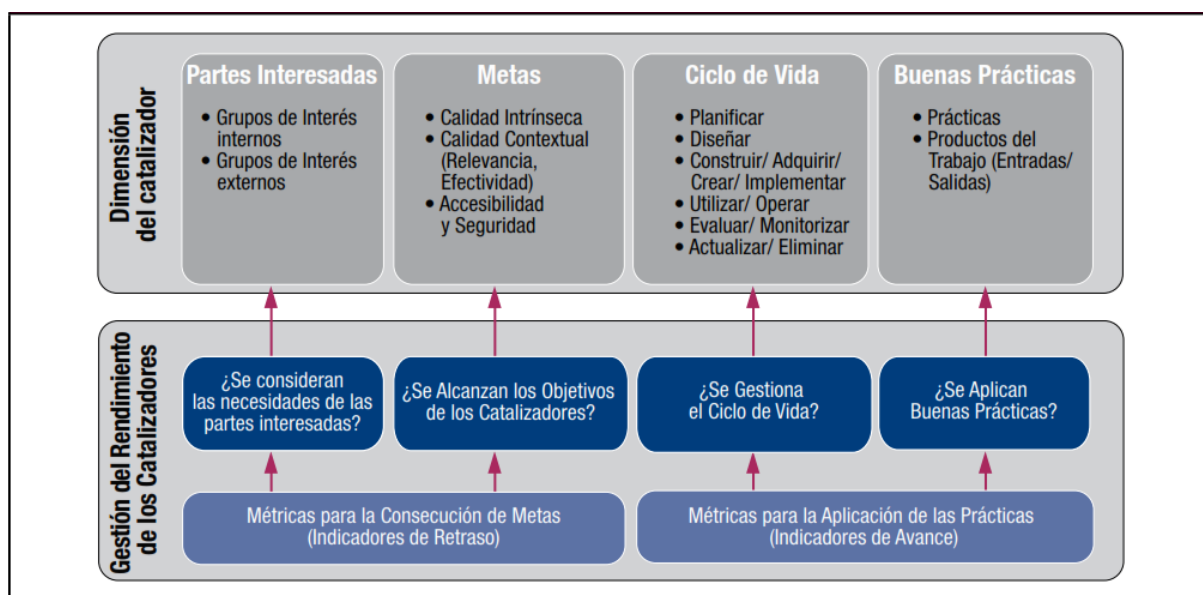 Dimensión
del catalizador
Partes Interesadas
• Grupos de Interés
internos
• Grupos de Interés
externos
Metas
• Calidad Intrínseca
• Calidad Contextual
(Relevancia,
Efectividad)
• Accesibilidad
y Seguridad
Ciclo de Vida
• Planificar
• Diseñar
• Construir/ Adquirir/
Crear/ Implementar
• Utilizar/ Operar
• Evaluar/ Monitorizar
• Actualizar/ Eliminar
Buenas Prácticas
• Prácticas
• Productos del
Trabajo (Entradas/
Salidas)
Gestión del Rendimiento
de los Catalizadores
¿Se consideran
las necesidades de las
partes interesadas?
¿Se Alcanzan los Objetivos
de los Catalizadores?
¿Se Gestiona
el Ciclo de Vida?
¿Se Aplican
Buenas Prácticas?
Métricas para la Consecución de Metas
(Indicadores de Retraso)
Métricas para la Aplicación de las Prácticas
(Indicadores de Avance)